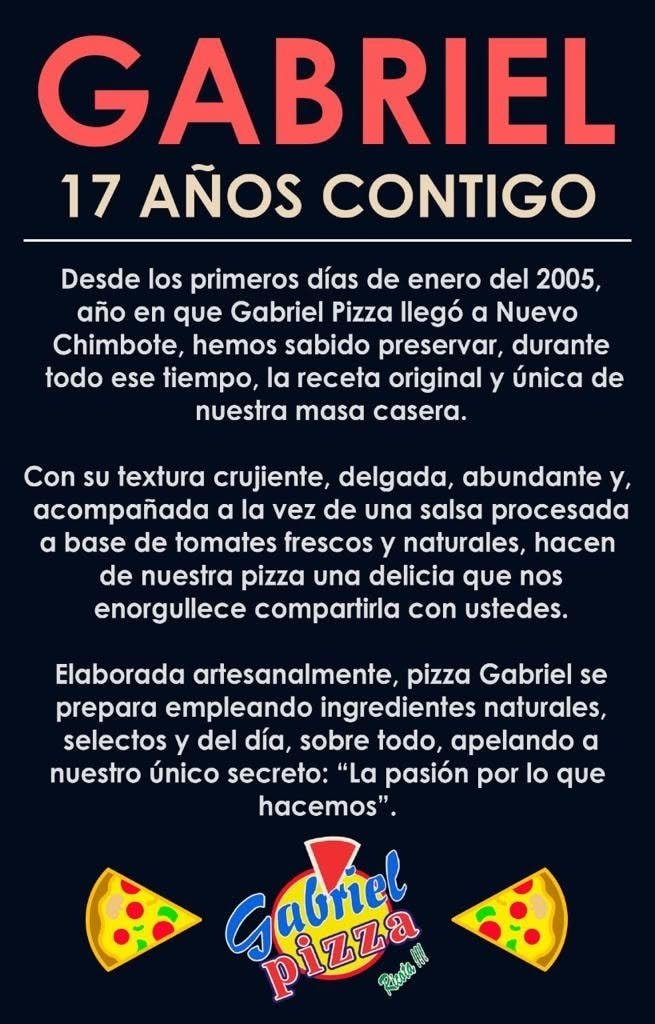 GABRIEL
17 AÑOS CONTIGO
Desde los primeros días de enero del 2005,
año en que Gabriel Pizza llegó a Nuevo
Chimbote, hemos sabido preservar, durante
todo ese tiempo, la receta original y única de
nuestra masa casera.
Con su textura crujiente, delgada, abundante y,
acompañada a la vez de una salsa procesada
a base de tomates frescos y naturales, hacen
de nuestra pizza una delicia que nos
enorgullece compartirla con ustedes.
Elaborada artesanalmente, pizza Gabriel se
prepara empleando ingredientes naturales,
selectos y del día, sobre todo, apelando a
nuestro único secreto: “La pasión por lo que
hacemos”.
Gabriel
pizza
Ricota !!!